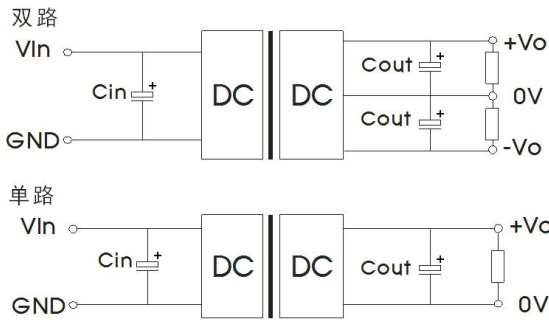 双路
VIn
+Vo
Cin
+
DC
DC
Cout
+
0V
Cout
+
GND
-Vo
单路
VIn
+Vo
Cin
+
DC
DC
Cout
+
GND
0V